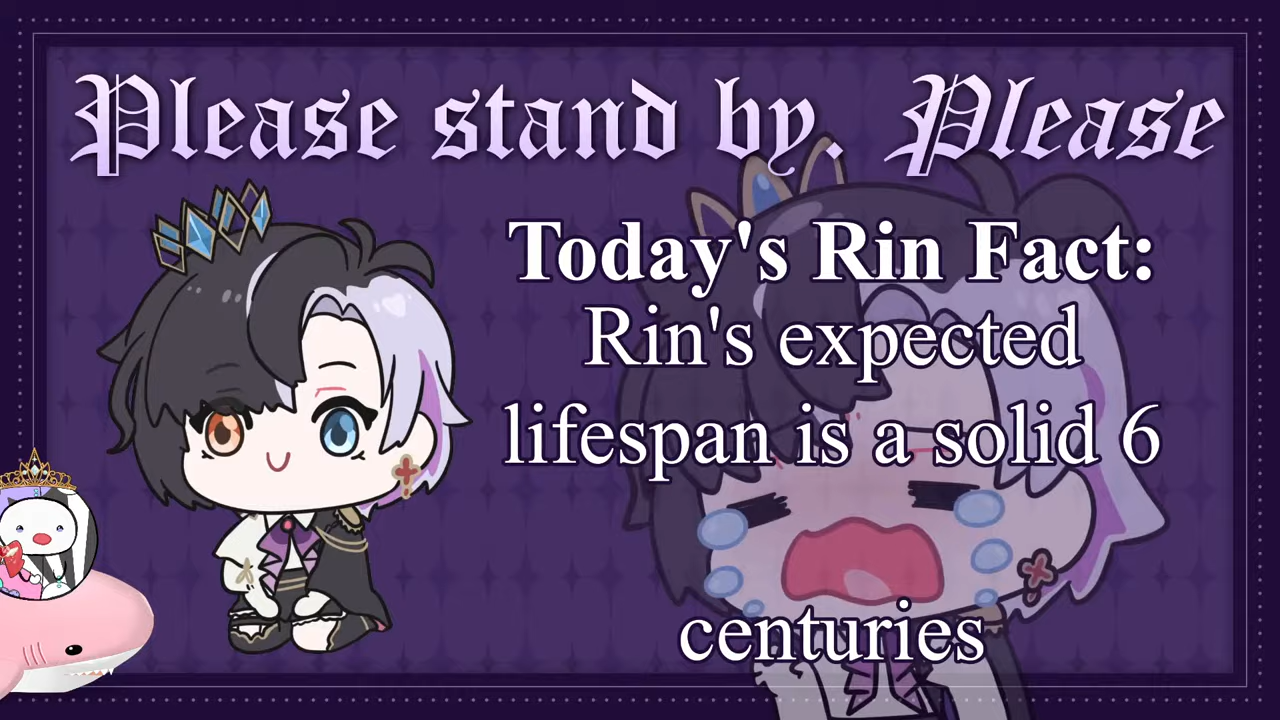 Please stand by. Please
Today's Rin Fact:
Rin's expected
lifespan is a solid 6
centuries